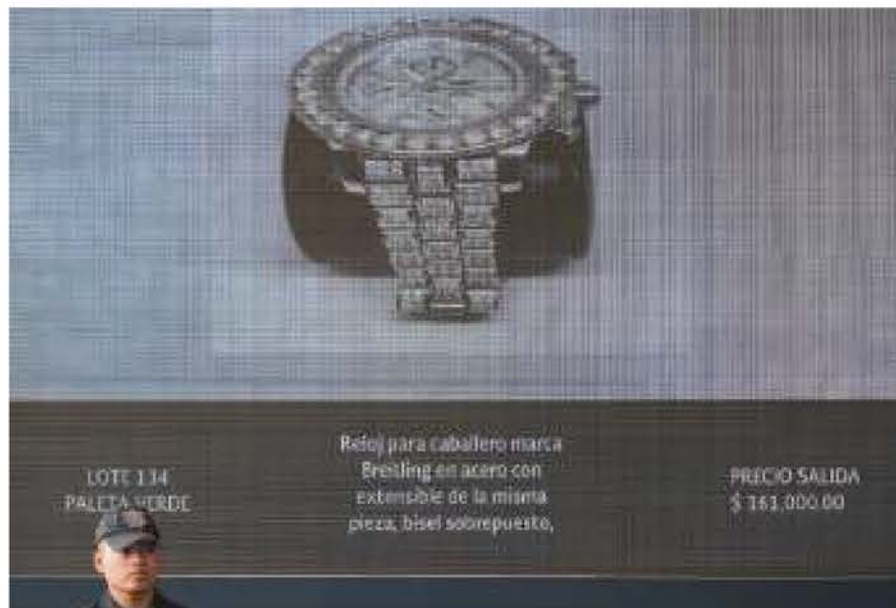 LOTE 134
PALETA VERDE
Reloj para caballero marca
Breitling en acero con
extensible de la misma
pieza, bisel sobrepuesto,
PRECIO SALIDA
$ 161,000.00